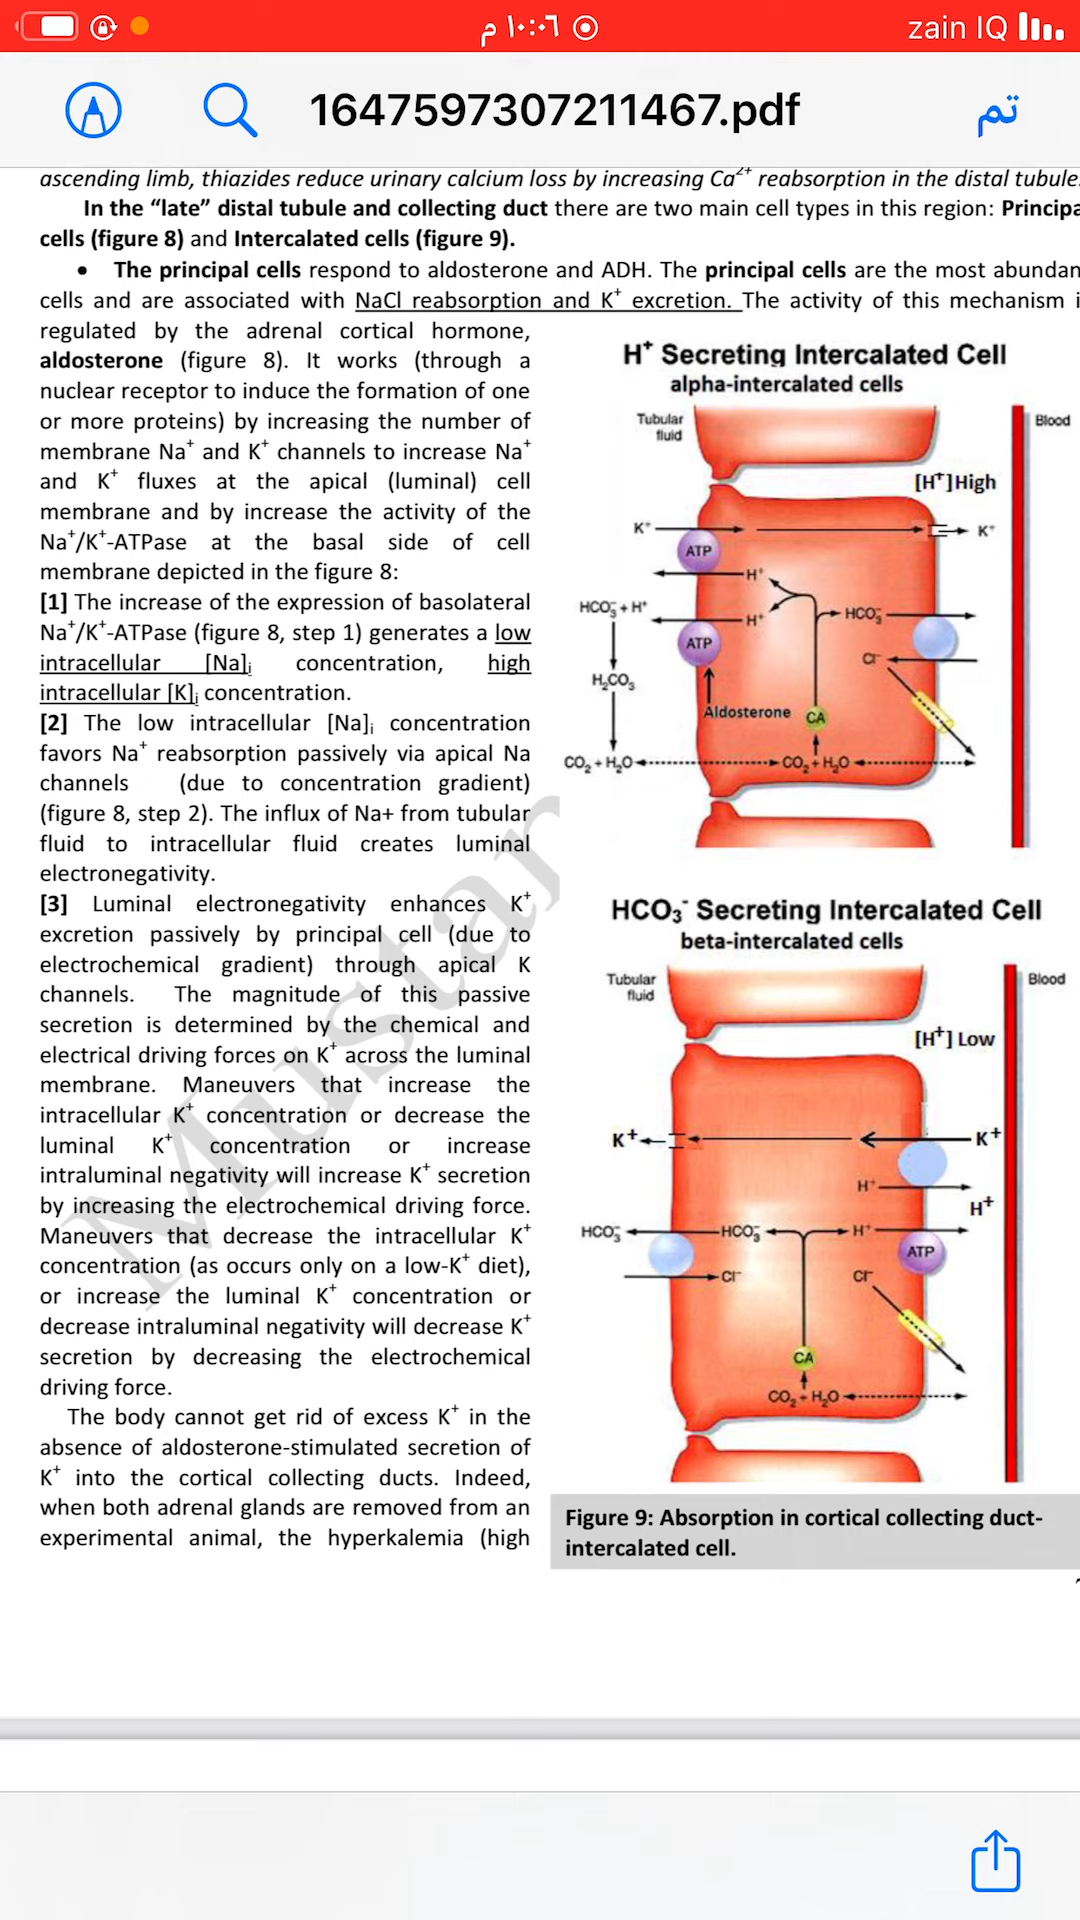 ١٠:٠٦ م
zain IQ
1647597307211467.pdf
تم
ascending limb, thiazides reduce urinary calcium loss by increasing Ca²⁺ reabsorption in the distal tubule.
In the “late” distal tubule and collecting duct there are two main cell types in this region: Principa
cells (figure 8) and Intercalated cells (figure 9).
• The principal cells respond to aldosterone and ADH. The principal cells are the most abundan
cells and are associated with NaCl reabsorption and K⁺ excretion. The activity of this mechanism i
regulated by the adrenal cortical hormone,
aldosterone (figure 8). It works (through a
nuclear receptor to induce the formation of one
or more proteins) by increasing the number of
membrane Na⁺ and K⁺ channels to increase Na⁺
and K⁺ fluxes at the apical (luminal) cell
membrane and by increase the activity of the
Na⁺/K⁺-ATPase at the basal side of cell
membrane depicted in the figure 8:
[1] The increase of the expression of basolateral
Na⁺/K⁺-ATPase (figure 8, step 1) generates a low
intracellular [Na]ᵢ concentration, high
intracellular [K]ᵢ concentration.
[2] The low intracellular [Na]ᵢ concentration
favors Na⁺ reabsorption passively via apical Na
channels (due to concentration gradient)
(figure 8, step 2). The influx of Na+ from tubular
fluid to intracellular fluid creates luminal
electronegativity.
[3] Luminal electronegativity enhances K⁺
excretion passively by principal cell (due to
electrochemical gradient) through apical K
channels. The magnitude of this passive
secretion is determined by the chemical and
electrical driving forces on K⁺ across the luminal
membrane. Maneuvers that increase the
intracellular K⁺ concentration or decrease the
luminal K⁺ concentration or increase
intraluminal negativity will increase K⁺ secretion
by increasing the electrochemical driving force.
Maneuvers that decrease the intracellular K⁺
concentration (as occurs only on a low-K⁺ diet),
or increase the luminal K⁺ concentration or
decrease intraluminal negativity will decrease K⁺
secretion by decreasing the electrochemical
driving force.
The body cannot get rid of excess K⁺ in the
absence of aldosterone-stimulated secretion of
K⁺ into the cortical collecting ducts. Indeed,
when both adrenal glands are removed from an
experimental animal, the hyperkalemia (high
H⁺ Secreting Intercalated Cell
alpha-intercalated cells
Tubular
fluid
Blood
[H⁺]High
K⁺
K⁺
ATP
H⁺
HCO₃⁻ + H⁺
H⁺
HCO₃⁻
ATP
Cl⁻
H₂CO₃
Aldosterone
CA
CO₂ + H₂O
CO₂ + H₂O
HCO₃⁻ Secreting Intercalated Cell
beta-intercalated cells
Tubular
fluid
Blood
[H⁺] Low
K⁺
K⁺
H⁺
H⁺
HCO₃⁻
HCO₃⁻
H⁺
ATP
Cl⁻
Cl⁻
CA
CO₂ + H₂O
Figure 9: Absorption in cortical collecting duct-
intercalated cell.